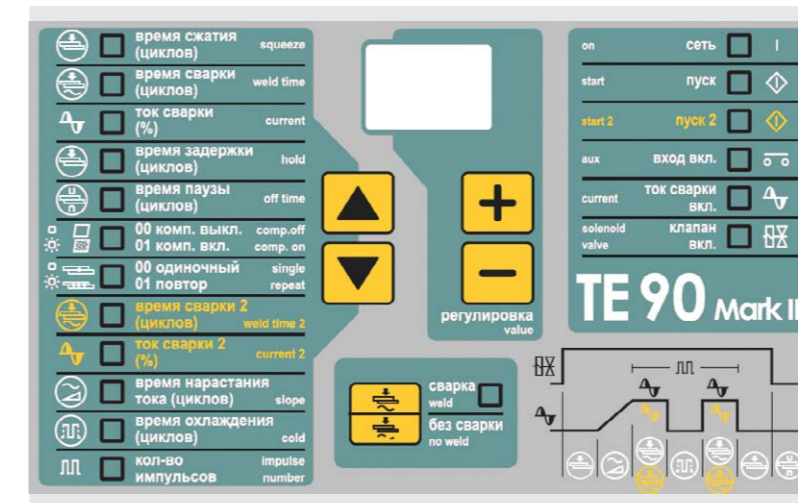 время сжатия
(циклов) squeeze
время сварки
(циклов) weld time
ток сварки
(%) current
время задержки
(циклов) hold
время паузы
(циклов) off time
00 комп. выкл. comp.off
01 комп. вкл. comp. on
00 одиночный single
01 повтор repeat
время сварки 2
(циклов) weld time 2
ток сварки 2
(%) current 2
время нарастания
тока (циклов) slope
время охлаждения
(циклов) cold
кол-во impulse
импульсов number
регулировка
value
сварка
weld
без сварки
no weld
on сеть
start пуск
start 2 пуск 2
aux вход вкл.
current ток сварки
вкл.
solenoid клапан
valve вкл.
TE 90 Mark II